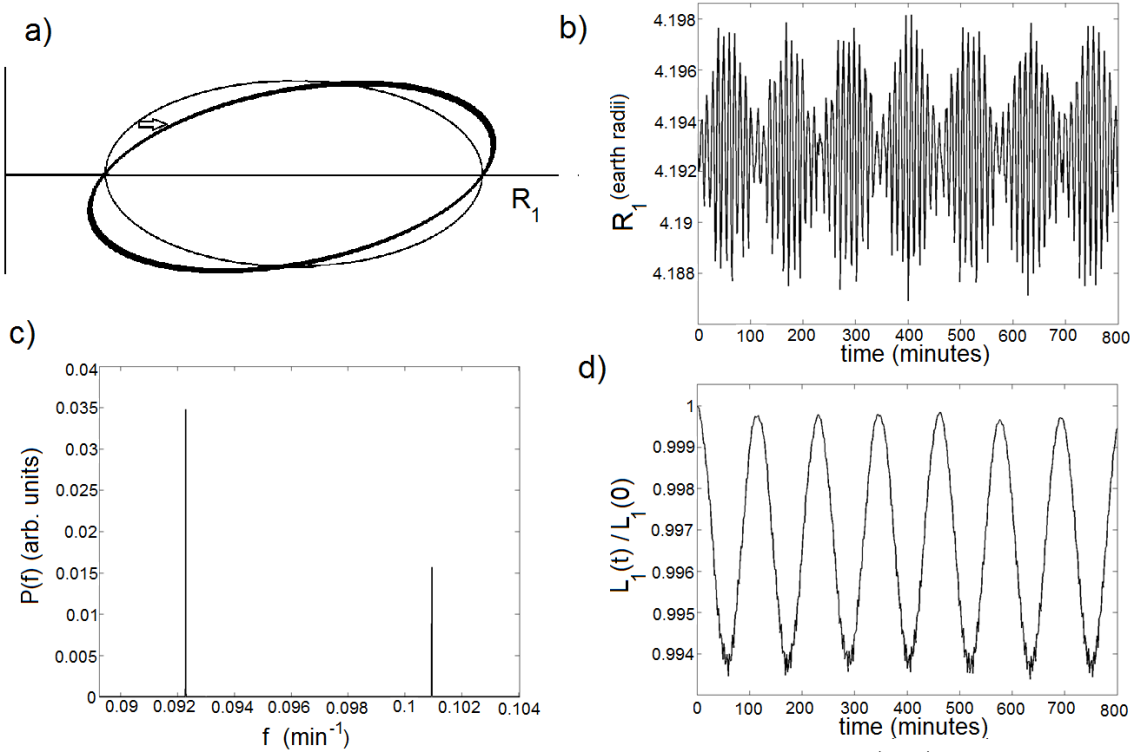 a)
R1
b)
4.198
4.196
4.194
4.192
4.19
4.188
R1 (earth radii)
0 100 200 300 400 500 600 700 800
time (minutes)
c)
0.04
0.035
0.03
0.025
0.02
0.015
0.01
0.005
0
P(f) (arb. units)
0.09 0.092 0.094 0.096 0.098 0.1 0.102 0.104
f (min-1)
d)
1
0.999
0.998
0.997
0.996
0.995
0.994
0.993
L1(t) / L1(0)
0 100 200 300 400 500 600 700 800
time (minutes)